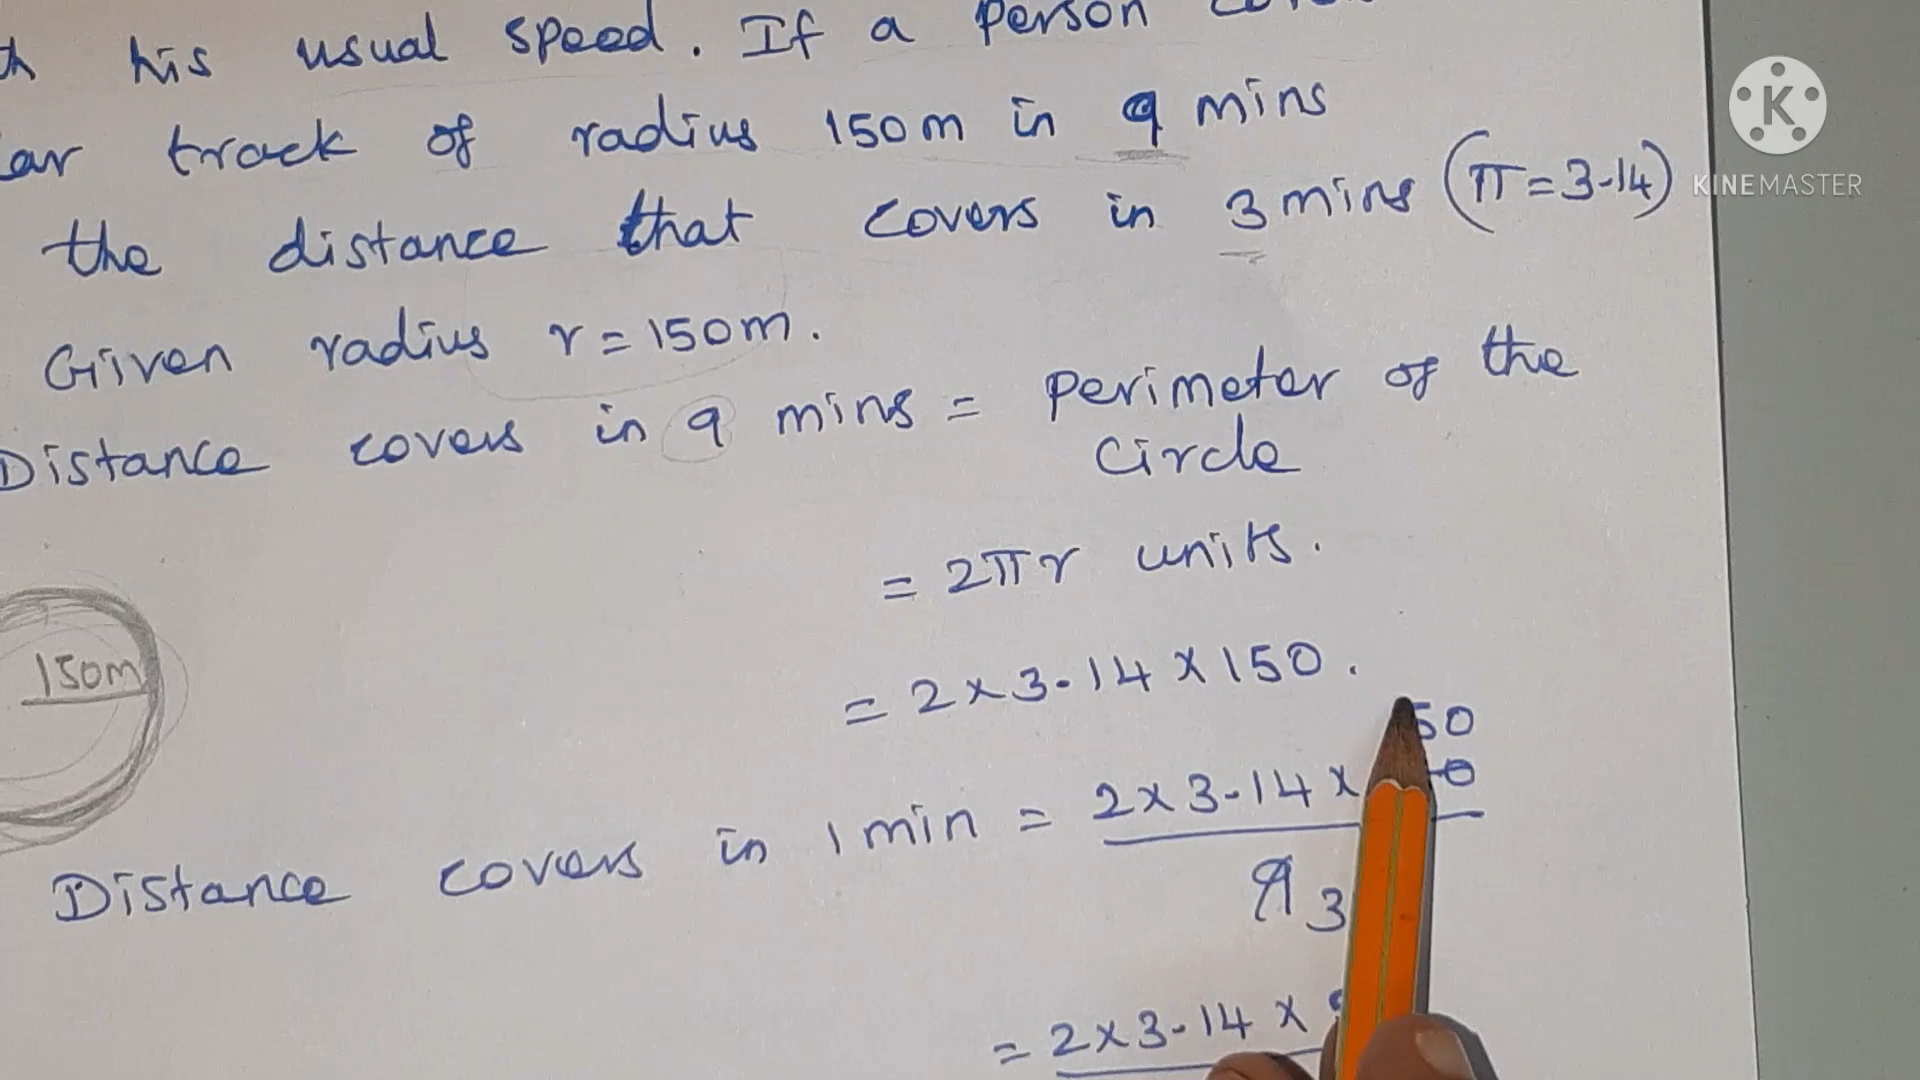 his usual speed. If a person
track of radius 150m in 9 mins
the distance that covers in 3 mins (π = 3.14)
Given radius r = 150m.
Distance covers in 9 mins = perimeter of the
circle
= 2πr units.
150m
= 2 × 3.14 × 150.
50
Distance covers in 1 min = 2 × 3.14 ×
9 3
= 2 × 3.14 ×
K
KINEMASTER